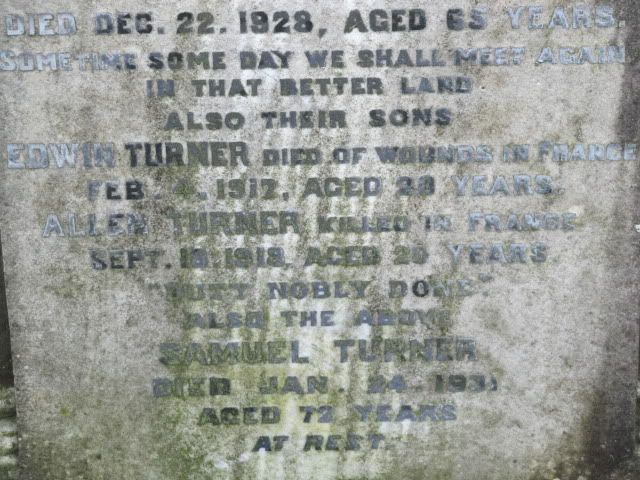 DIED DEC. 22. 1928, AGED 65 YEARS.
SOMETIME SOME DAY WE SHALL MEET AGAIN
IN THAT BETTER LAND
ALSO THEIR SONS
EDWIN TURNER DIED OF WOUNDS IN FRANCE
FEB. 4. 1917, AGED 28 YEARS.
ALLEN TURNER KILLED IN FRANCE
SEPT. 18. 1918. AGED 20 YEARS.
"DUTY NOBLY DONE."
ALSO THE ABOVE
SAMUEL TURNER
DIED JAN. 24. 1931
AGED 72 YEARS
AT REST.